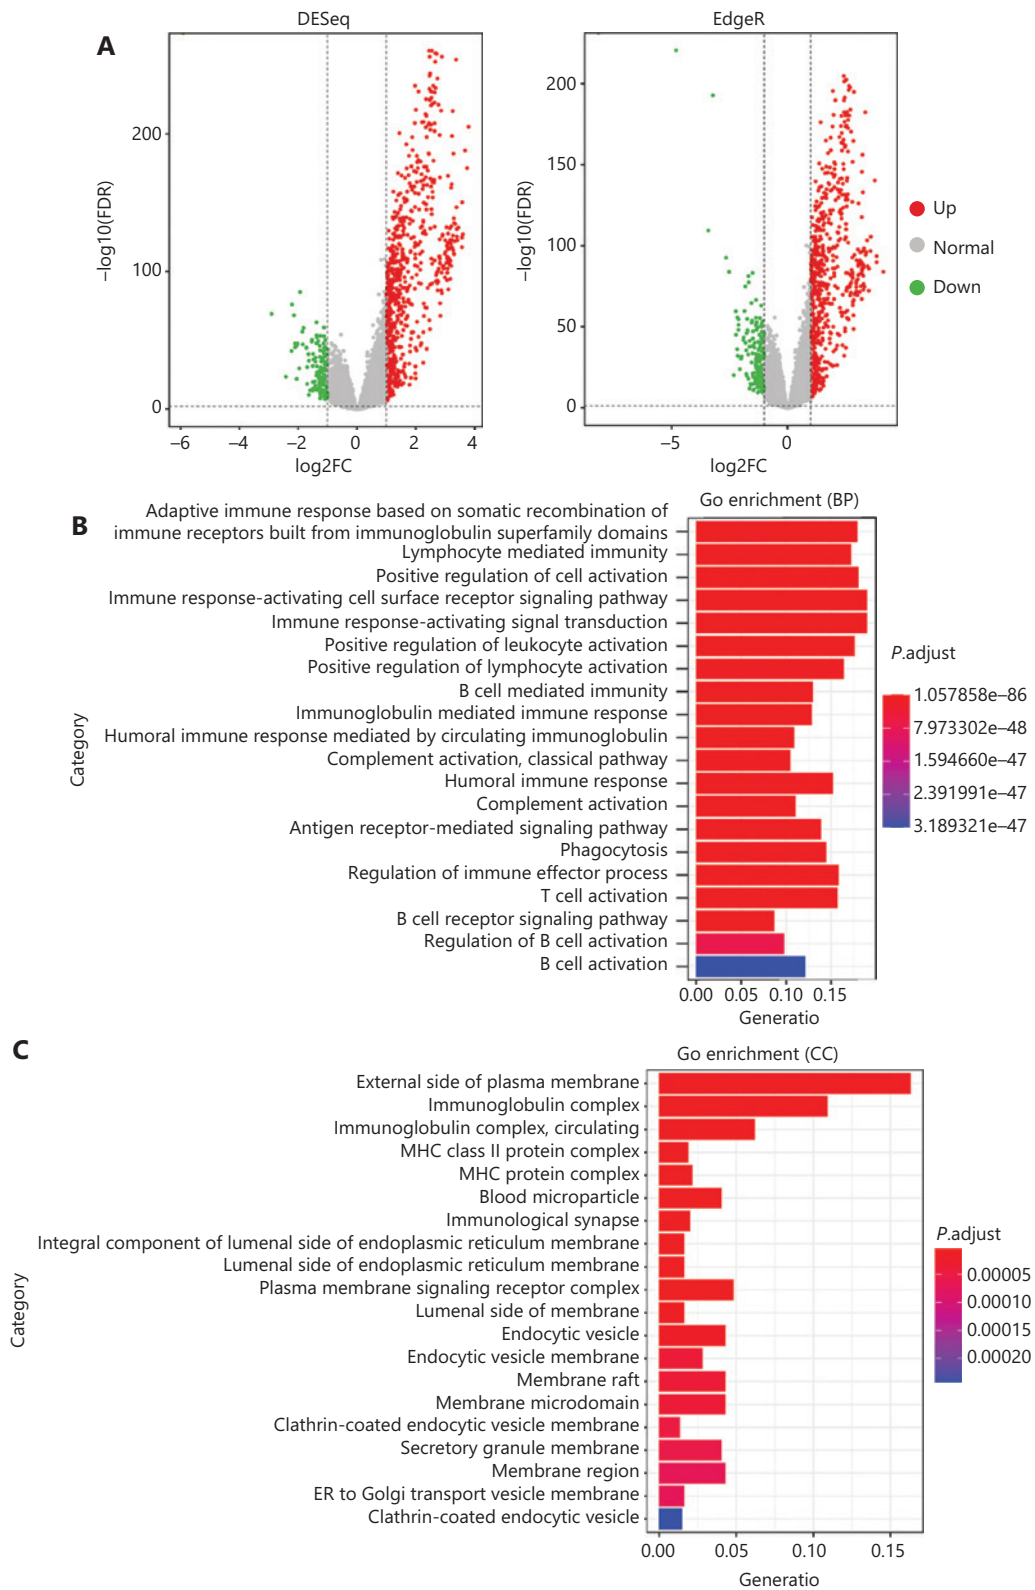 A
DESeq
−log10(FDR)
200
100
0
−6 −4 −2 0 2 4
log2FC
EdgeR
−log10(FDR)
200
150
100
50
0
−5 0
log2FC
Up
Normal
Down
B
Go enrichment (BP)
Category
Adaptive immune response based on somatic recombination of
immune receptors built from immunoglobulin superfamily domains
Lymphocyte mediated immunity
Positive regulation of cell activation
Immune response-activating cell surface receptor signaling pathway
Immune response-activating signal transduction
Positive regulation of leukocyte activation
Positive regulation of lymphocyte activation
B cell mediated immunity
Immunoglobulin mediated immune response
Humoral immune response mediated by circulating immunoglobulin
Complement activation, classical pathway
Humoral immune response
Complement activation
Antigen receptor-mediated signaling pathway
Phagocytosis
Regulation of immune effector process
T cell activation
B cell receptor signaling pathway
Regulation of B cell activation
B cell activation
0.00 0.05 0.10 0.15
Generatio
P.adjust
1.057858e−86
7.973302e−48
1.594660e−47
2.391991e−47
3.189321e−47
C
Go enrichment (CC)
Category
External side of plasma membrane
Immunoglobulin complex
Immunoglobulin complex, circulating
MHC class II protein complex
MHC protein complex
Blood microparticle
Immunological synapse
Integral component of lumenal side of endoplasmic reticulum membrane
Lumenal side of endoplasmic reticulum membrane
Plasma membrane signaling receptor complex
Lumenal side of membrane
Endocytic vesicle
Endocytic vesicle membrane
Membrane raft
Membrane microdomain
Clathrin-coated endocytic vesicle membrane
Secretory granule membrane
Membrane region
ER to Golgi transport vesicle membrane
Clathrin-coated endocytic vesicle
0.00 0.05 0.10 0.15
Generatio
P.adjust
0.00005
0.00010
0.00015
0.00020